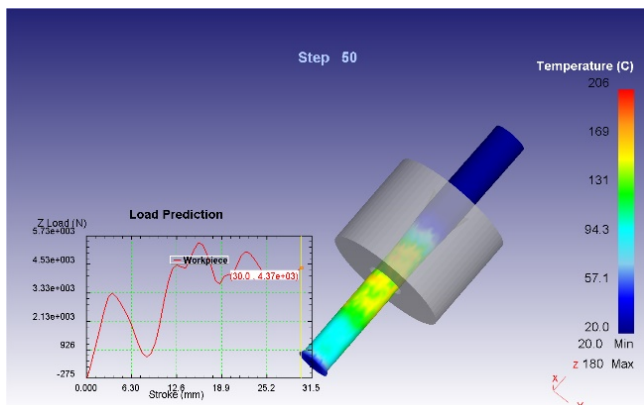 Step 50
Temperature (C)
206
169
131
94.3
57.1
20.0
20.0 Min
180 Max
Load Prediction
Z Load (N)
5.73e+003
4.53e+003
3.33e+003
2.13e+003
926
-275
Workpiece
(30.0 , 4.37e+03)
0.000 6.30 12.6 18.9 25.2 31.5
Stroke (mm)
X
Z